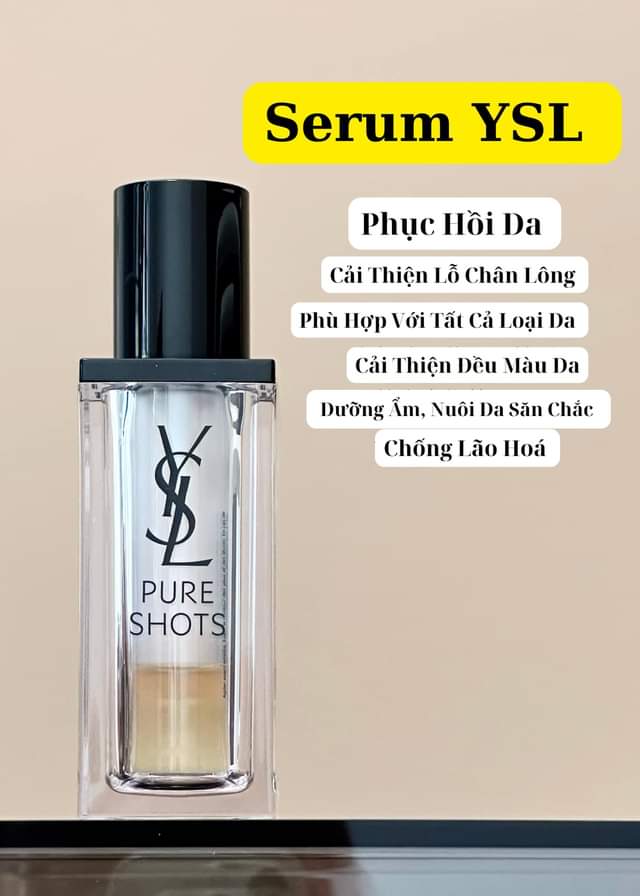 Serum YSL
Phục Hồi Da
Cải Thiện Lỗ Chân Lông
Phù Hợp Với Tất Cả Loại Da
Cải Thiện Đều Màu Da
Dưỡng Ẩm, Nuôi Da Săn Chắc
Chống Lão Hoá
YSL
PURE
SHOTS